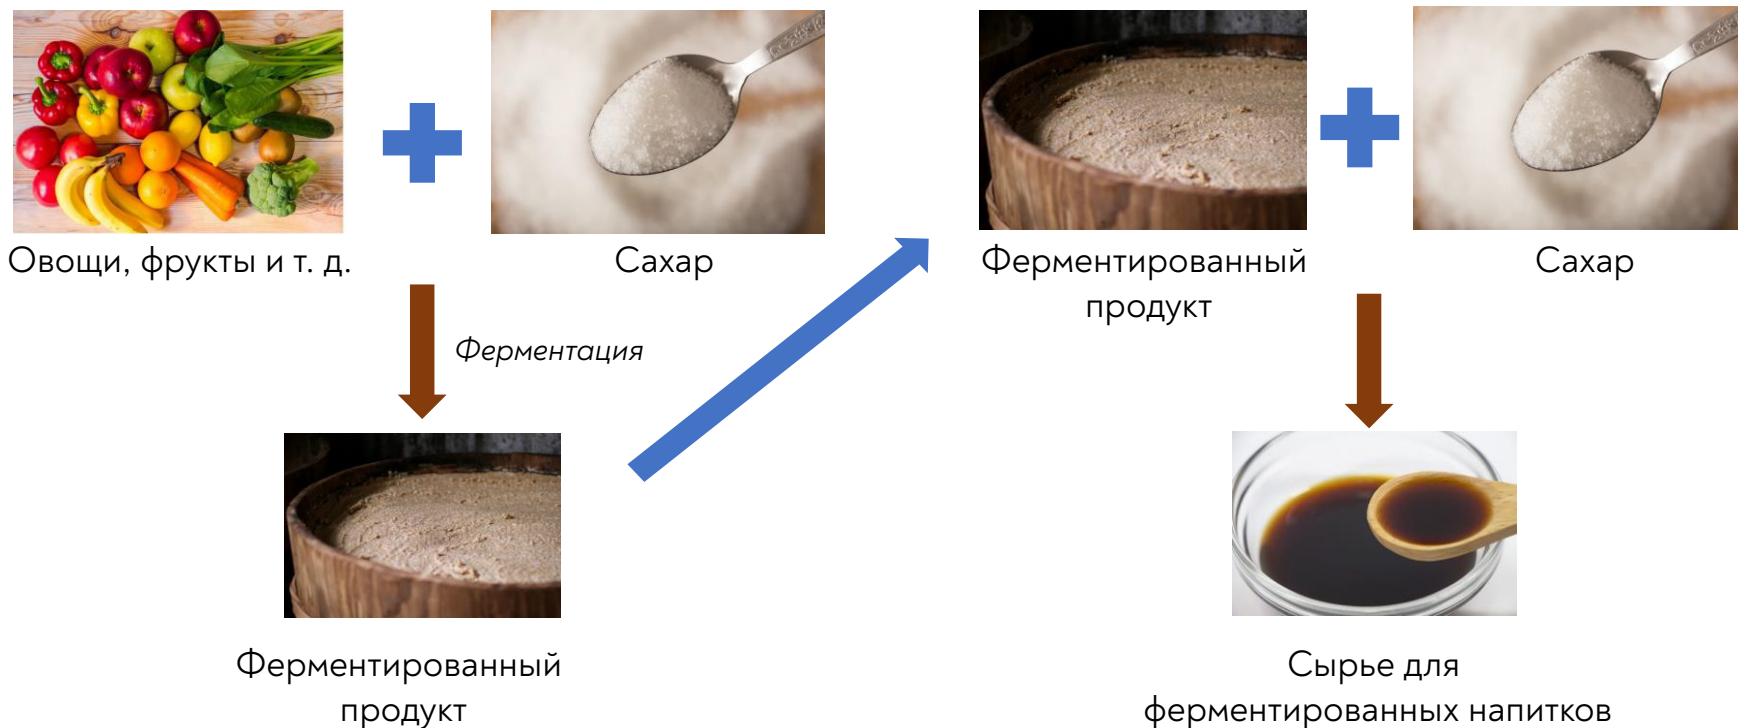 Овощи, фрукты и т. д.
Сахар
Ферментация
Ферментированный
продукт
Ферментированный
продукт
Сахар
Сырье для
ферментированных напитков